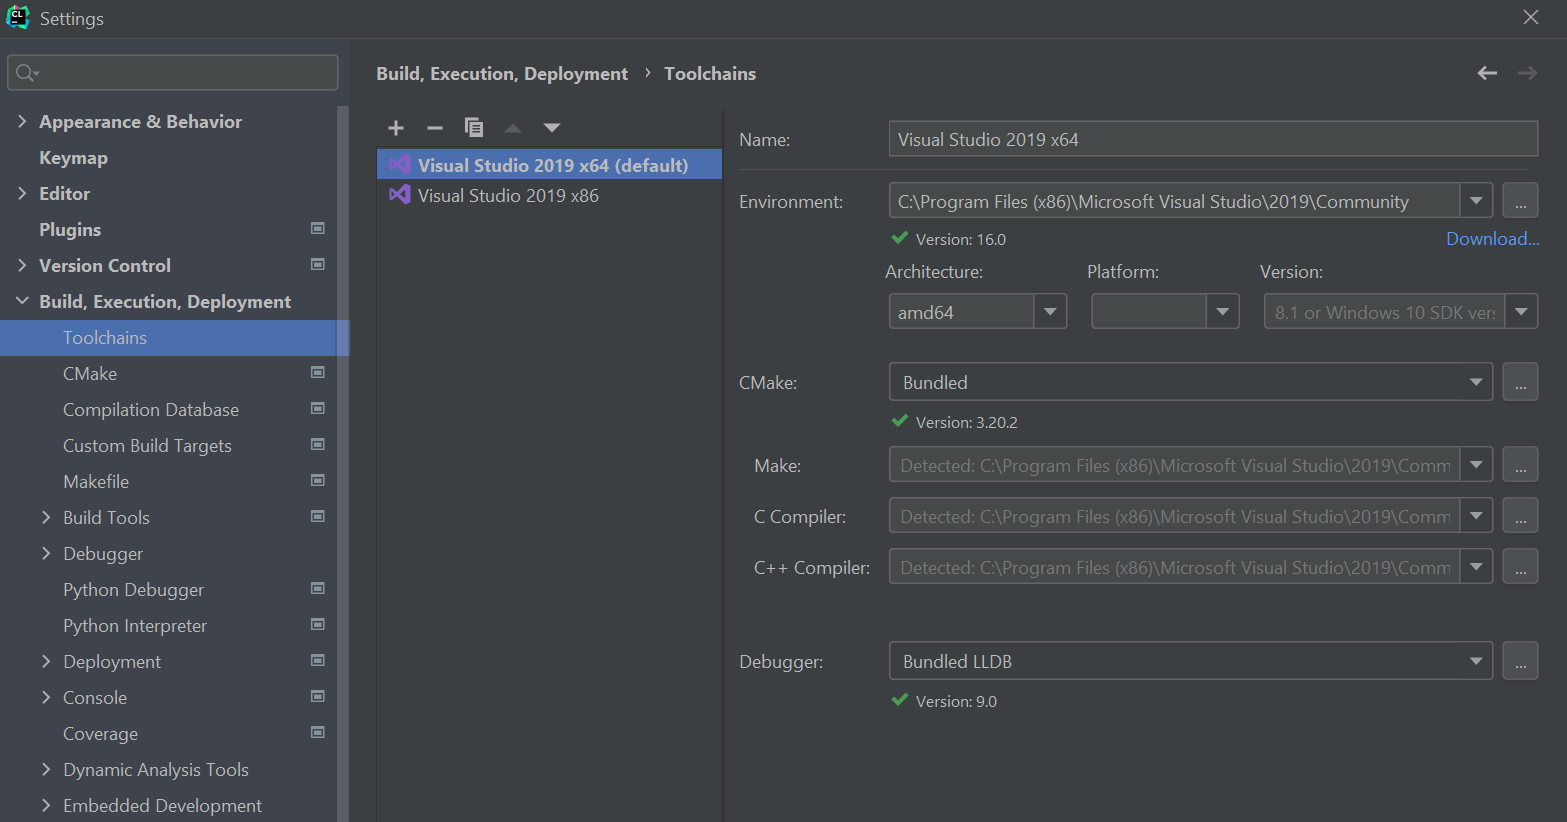 CL
Settings
Appearance & Behavior
Keymap
Editor
Plugins
Version Control
Build, Execution, Deployment
Toolchains
CMake
Compilation Database
Custom Build Targets
Makefile
Build Tools
Debugger
Python Debugger
Python Interpreter
Deployment
Console
Coverage
Dynamic Analysis Tools
Embedded Development
Build, Execution, Deployment › Toolchains
Visual Studio 2019 x64 (default)
Visual Studio 2019 x86
Name: Visual Studio 2019 x64
Environment: C:\Program Files (x86)\Microsoft Visual Studio\2019\Community ...
Version: 16.0 Download...
Architecture: Platform: Version:
amd64 8.1 or Windows 10 SDK vers
CMake: Bundled ...
Version: 3.20.2
Make: Detected: C:\Program Files (x86)\Microsoft Visual Studio\2019\Comm ...
C Compiler: Detected: C:\Program Files (x86)\Microsoft Visual Studio\2019\Comm ...
C++ Compiler: Detected: C:\Program Files (x86)\Microsoft Visual Studio\2019\Comm ...
Debugger: Bundled LLDB ...
Version: 9.0